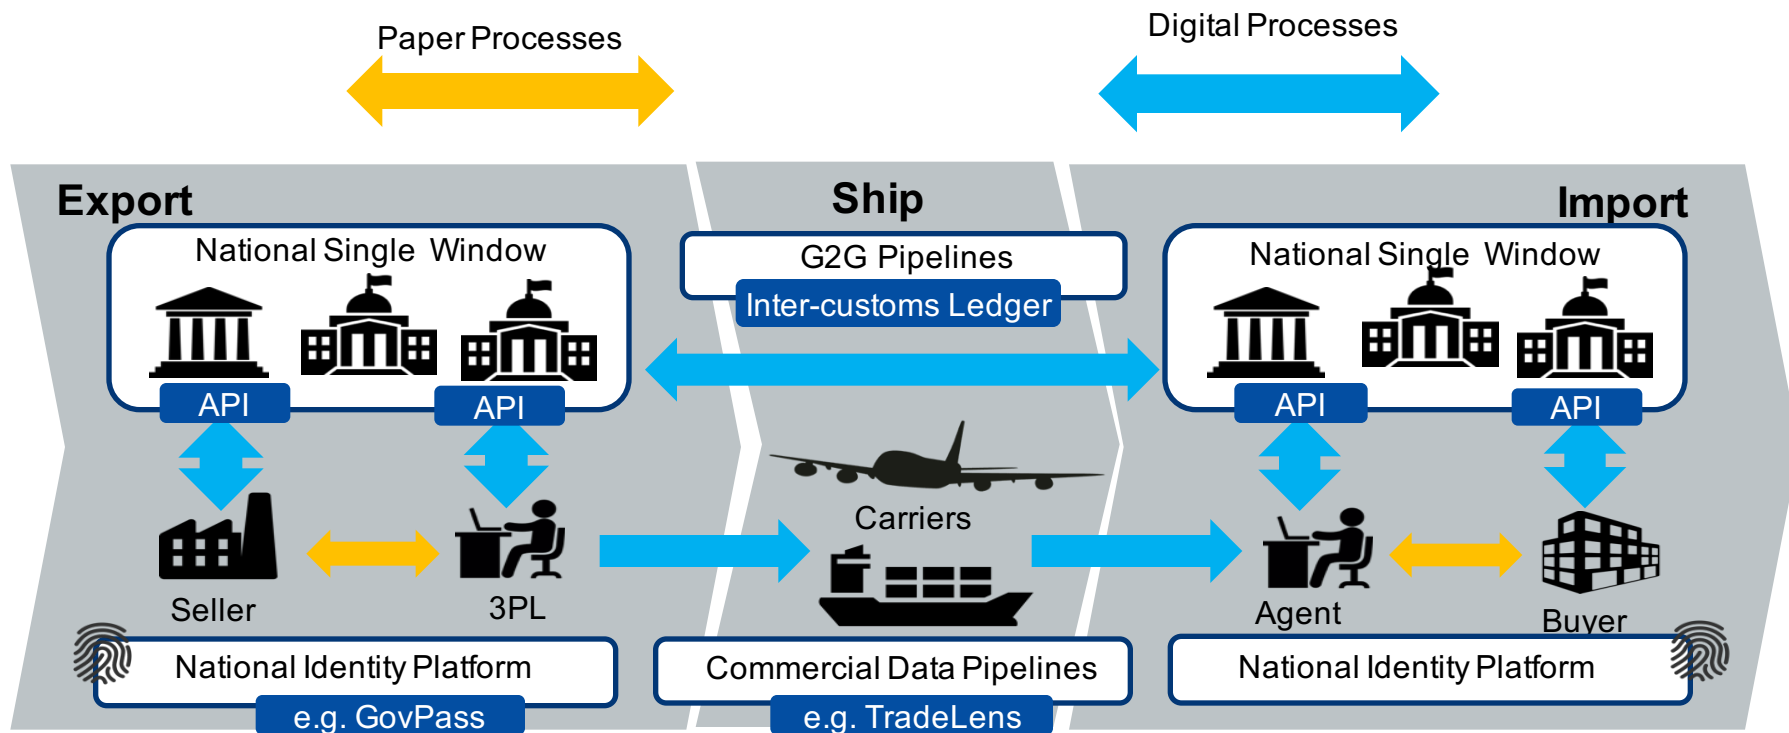 Paper Processes
Digital Processes
Export
Ship
Import
National Single Window
G2G Pipelines
Inter-customs Ledger
National Single Window
API
API
API
API
Carriers
Seller
3PL
Agent
Buyer
National Identity Platform
e.g. GovPass
Commercial Data Pipelines
e.g. TradeLens
National Identity Platform